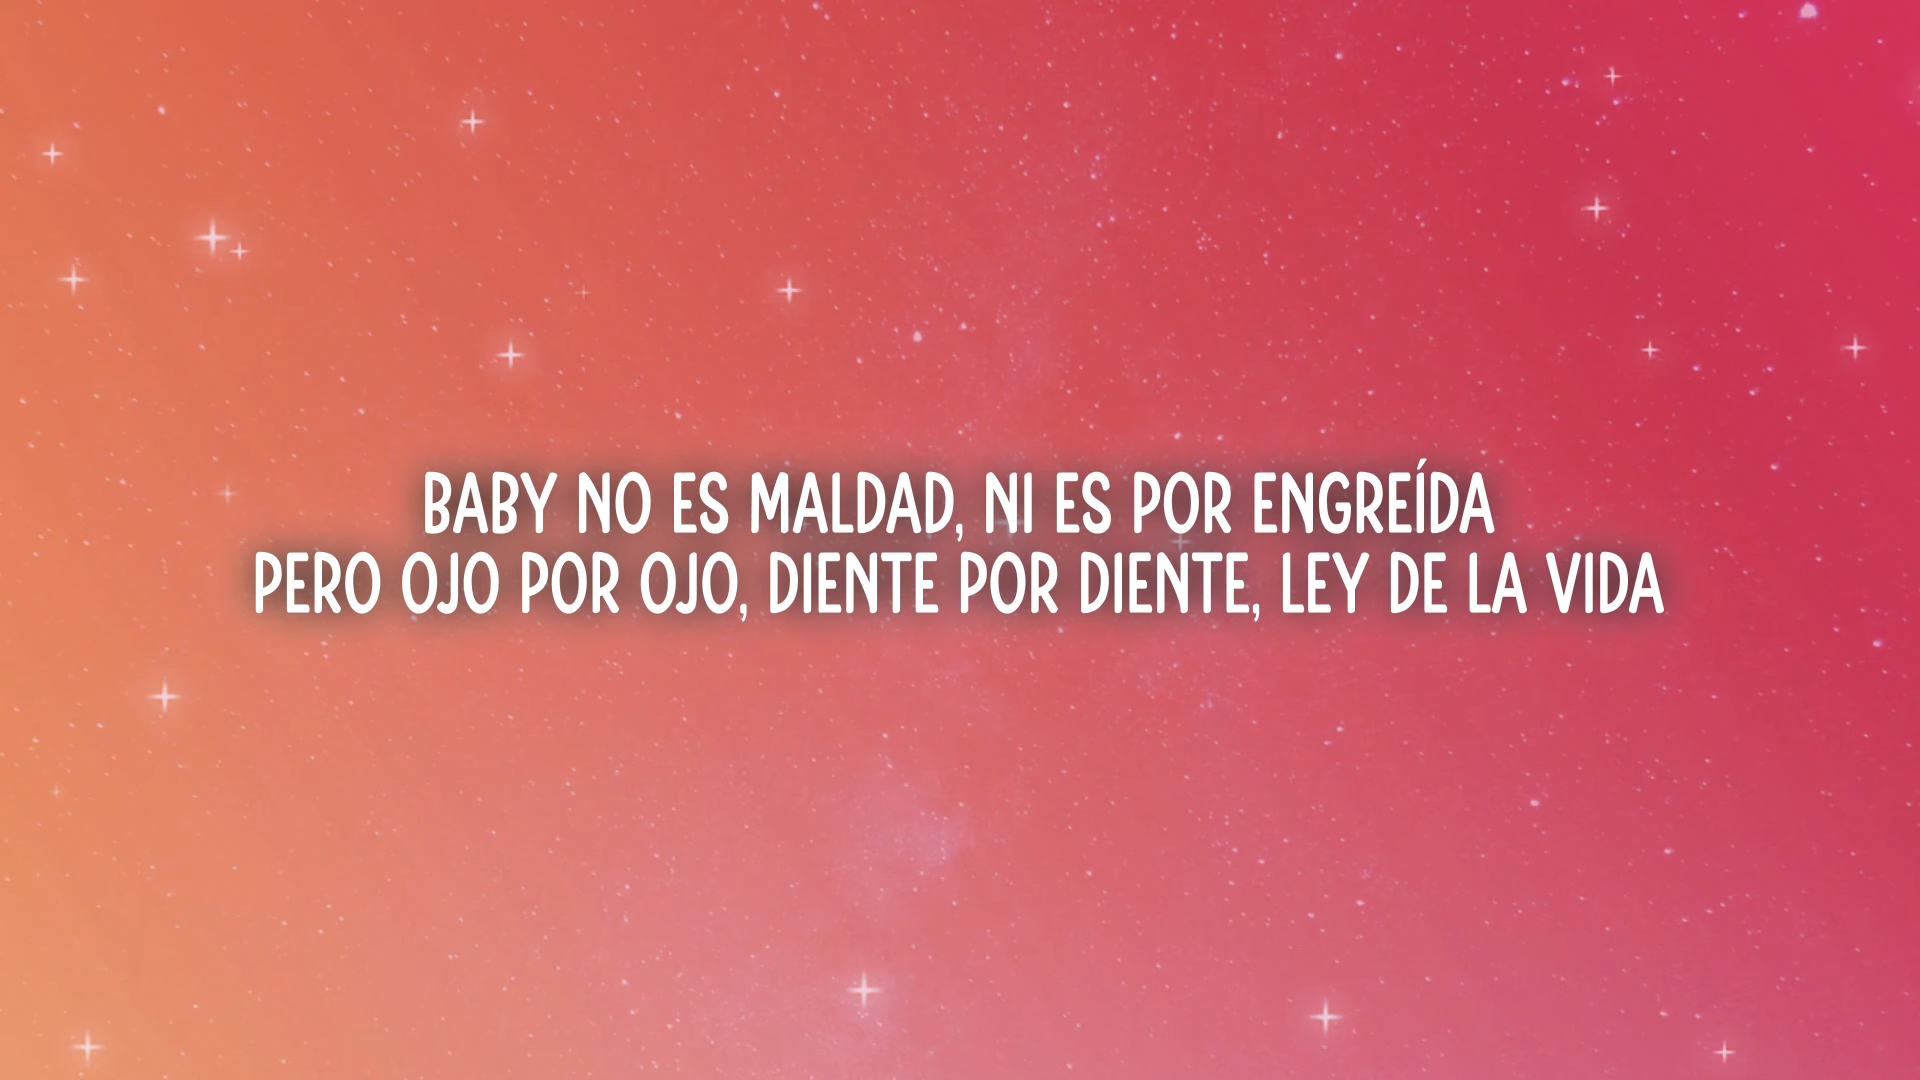 BABY NO ES MALDAD, NI ES POR ENGREÍDA
PERO OJO POR OJO, DIENTE POR DIENTE, LEY DE LA VIDA